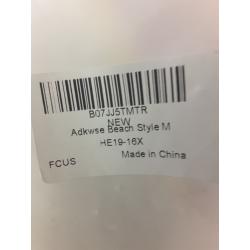 B07JJ5TMTR
NEW
Adkwse Beach Style M
HE19-16X
Made in China
FCUS